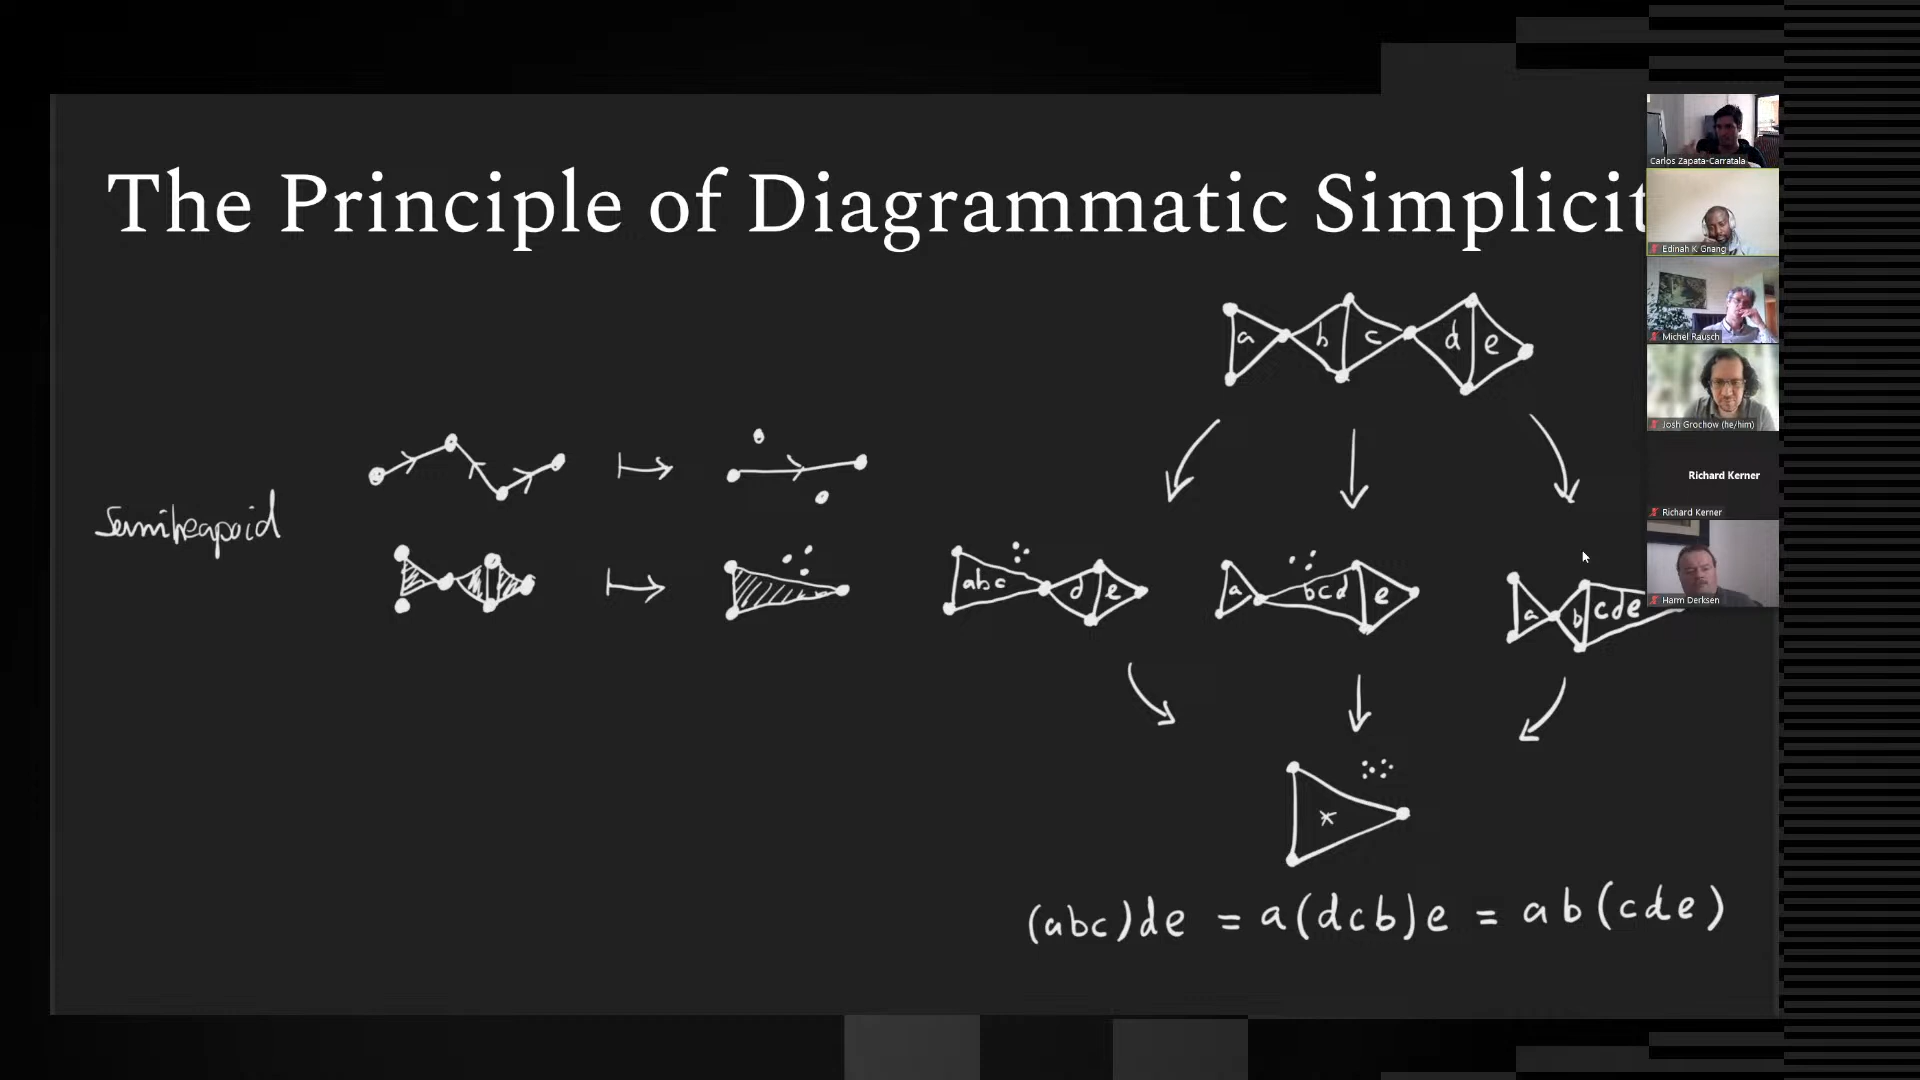 The Principle of Diagrammatic Simplicit
a b c d e
Semiheapoid
abc d e
a bcd e
a b cde
*
(abc)de = a(dcb)e = ab(cde)
Carlos Zapata-Carratala
Edinah K Gnang
Michel Rausch
Josh Grochow (he/him)
Richard Kerner
Richard Kerner
Harm Derksen